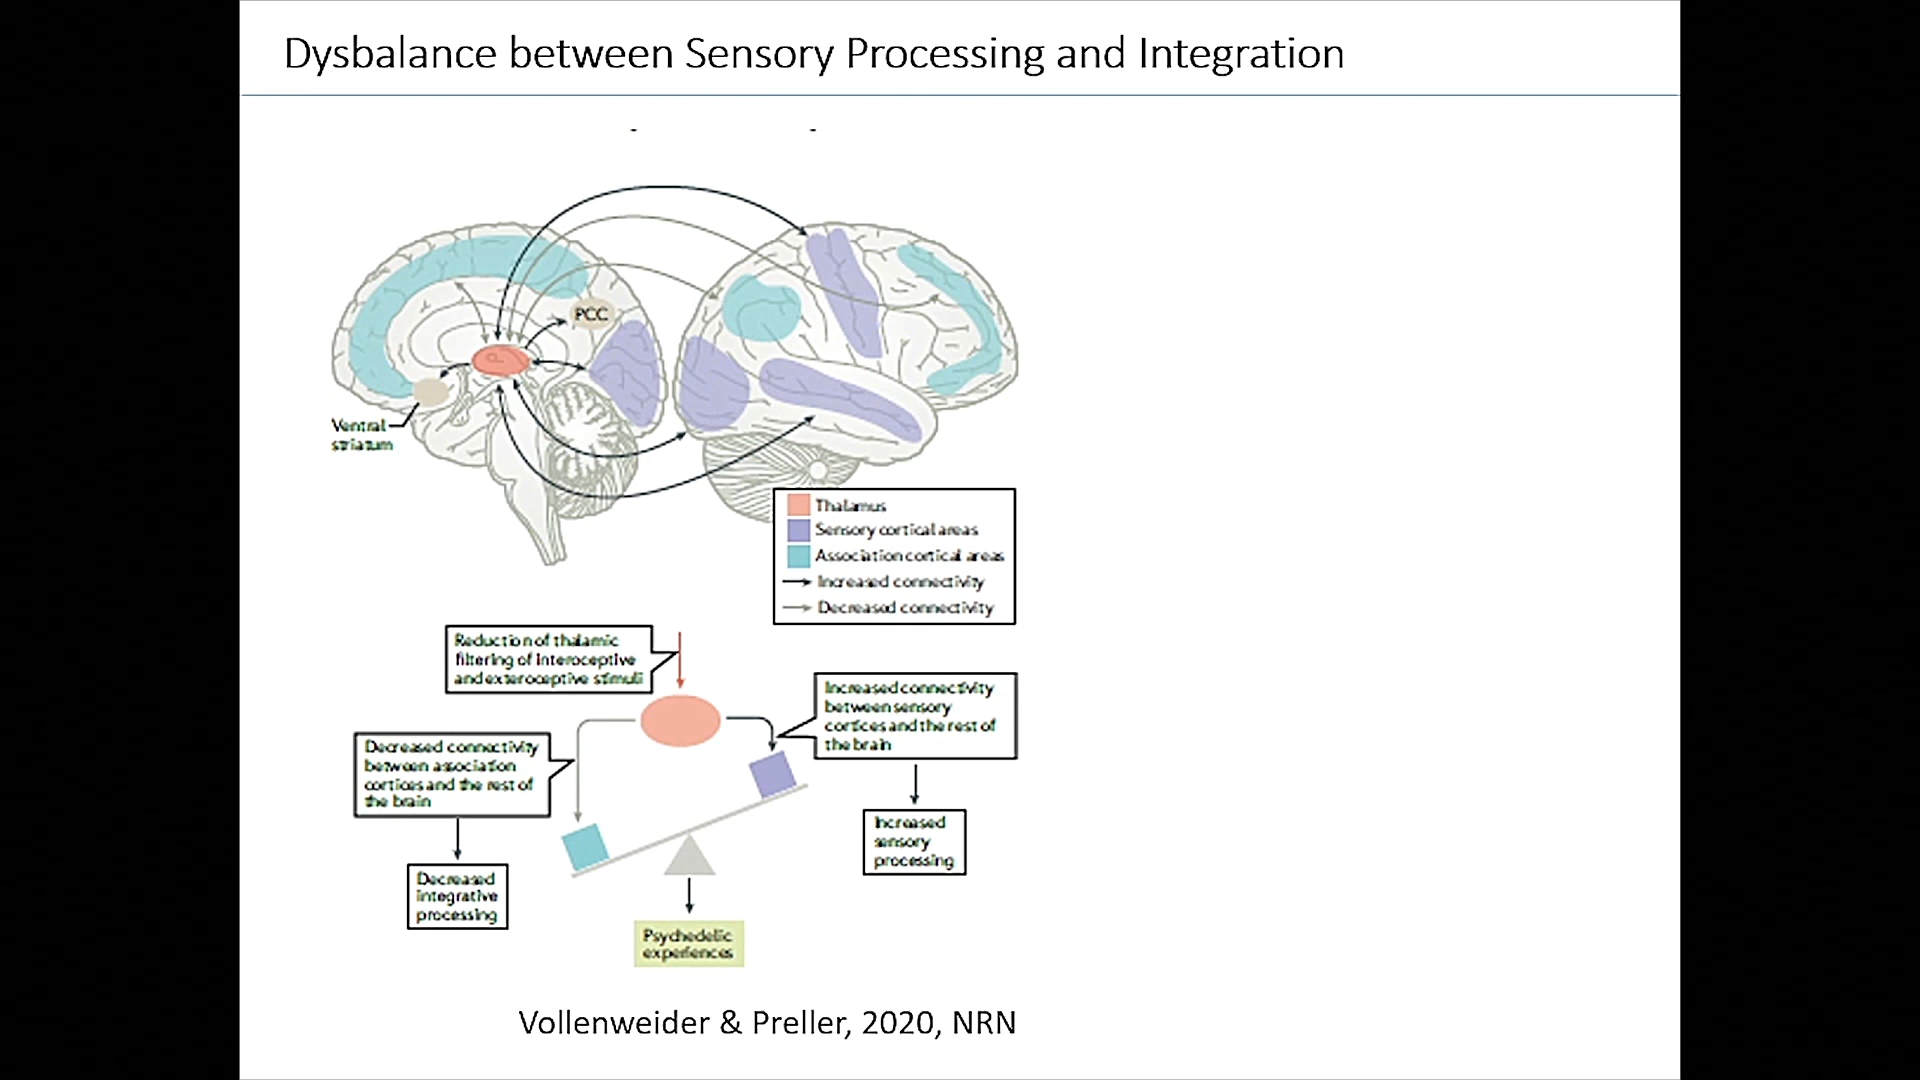 Dysbalance between Sensory Processing and Integration
PCC
Ventral
striatum
Thalamus
Sensory cortical areas
Association cortical areas
Increased connectivity
Decreased connectivity
Reduction of thalamic
filtering of interoceptive
and exteroceptive stimuli
Increased connectivity
between sensory
cortices and the rest of
the brain
Decreased connectivity
between association
cortices and the rest of
the brain
Increased
sensory
processing
Decreased
integrative
processing
Psychedelic
experiences
Vollenweider & Preller, 2020, NRN